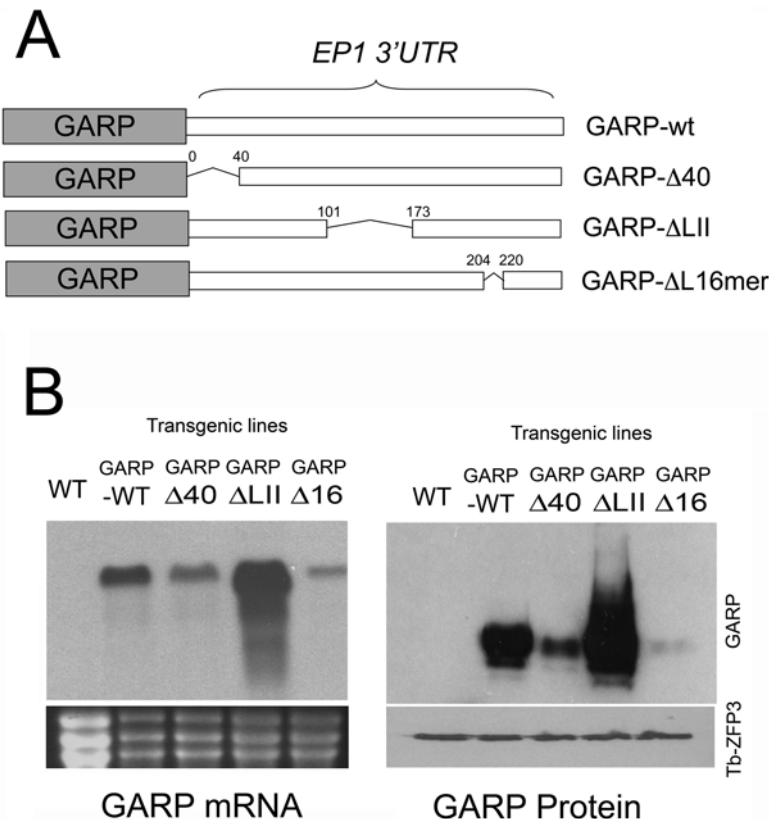 A
EP1 3'UTR
GARP
GARP-wt
0 40
GARP
GARP-Δ40
101 173
GARP
GARP-ΔLII
204 220
GARP
GARP-ΔL16mer
B
Transgenic lines
WT GARP-WT GARP Δ40 GARP ΔLII GARP Δ16
GARP mRNA
Transgenic lines
WT GARP-WT GARP Δ40 GARP ΔLII GARP Δ16
GARP
Tb-ZFP3
GARP Protein